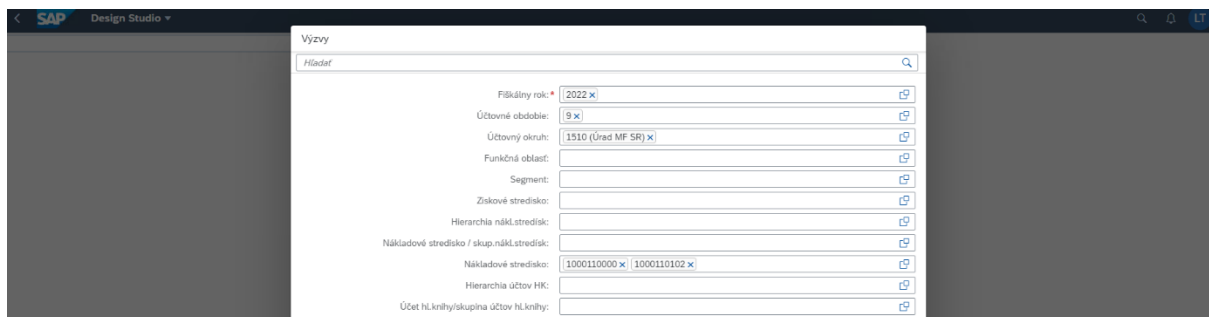 SAP Design Studio LT
Výzvy
Hľadať
Fiškálny rok:* 2022
Účtovné obdobie: 9
Účtovný okruh: 1510 (Úrad MF SR)
Funkčná oblasť:
Segment:
Ziskové stredisko:
Hierarchia nákl.stredísk:
Nákladové stredisko / skup.nákl.stredísk:
Nákladové stredisko: 1000110000 1000110102
Hierarchia účtov HK:
Účet hl.knihy/skupina účtov hl.knihy: